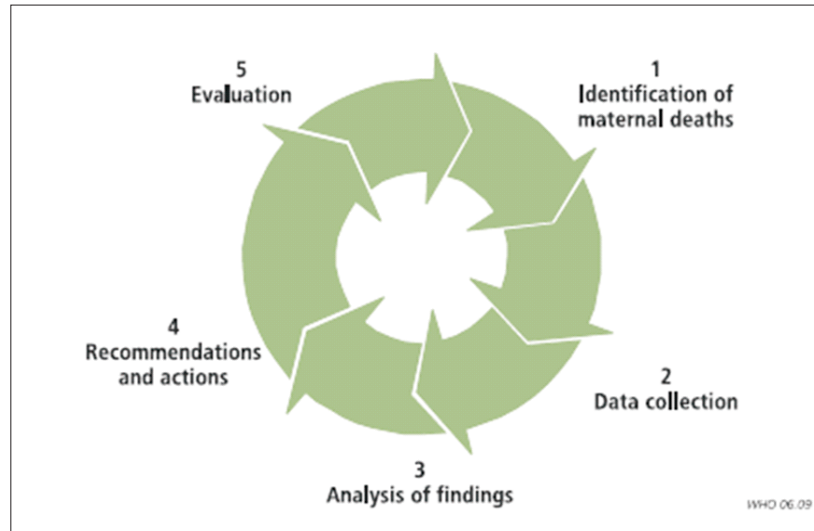 1
Identification of
maternal deaths
2
Data collection
3
Analysis of findings
4
Recommendations
and actions
5
Evaluation
WHO 06.09